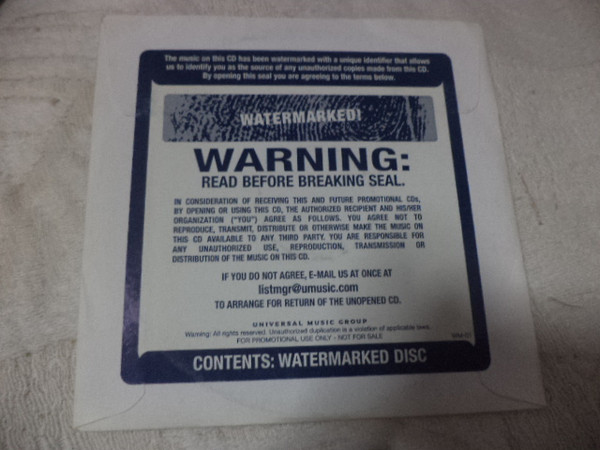 The music on this CD has been watermarked with a unique identifier that allows
us to identify you as the source of any unauthorized copies made from this CD.
By opening this seal you are agreeing to the terms below.
WATERMARKED!
WARNING:
READ BEFORE BREAKING SEAL.
IN CONSIDERATION OF RECEIVING THIS AND FUTURE PROMOTIONAL CDs,
BY OPENING OR USING THIS CD, THE AUTHORIZED RECIPIENT AND HIS/HER
ORGANIZATION ("YOU") AGREE AS FOLLOWS. YOU AGREE NOT TO
REPRODUCE, TRANSMIT, DISTRIBUTE OR OTHERWISE MAKE THE MUSIC ON
THIS CD AVAILABLE TO ANY THIRD PARTY. YOU ARE RESPONSIBLE FOR
ANY UNAUTHORIZED USE, REPRODUCTION, TRANSMISSION OR
DISTRIBUTION OF THE MUSIC ON THIS CD.
IF YOU DO NOT AGREE, E-MAIL US AT ONCE AT
listmgr@umusic.com
TO ARRANGE FOR RETURN OF THE UNOPENED CD.
UNIVERSAL MUSIC GROUP
Warning: All rights reserved. Unauthorized duplication is a violation of applicable laws.
FOR PROMOTIONAL USE ONLY - NOT FOR SALE
CONTENTS: WATERMARKED DISC